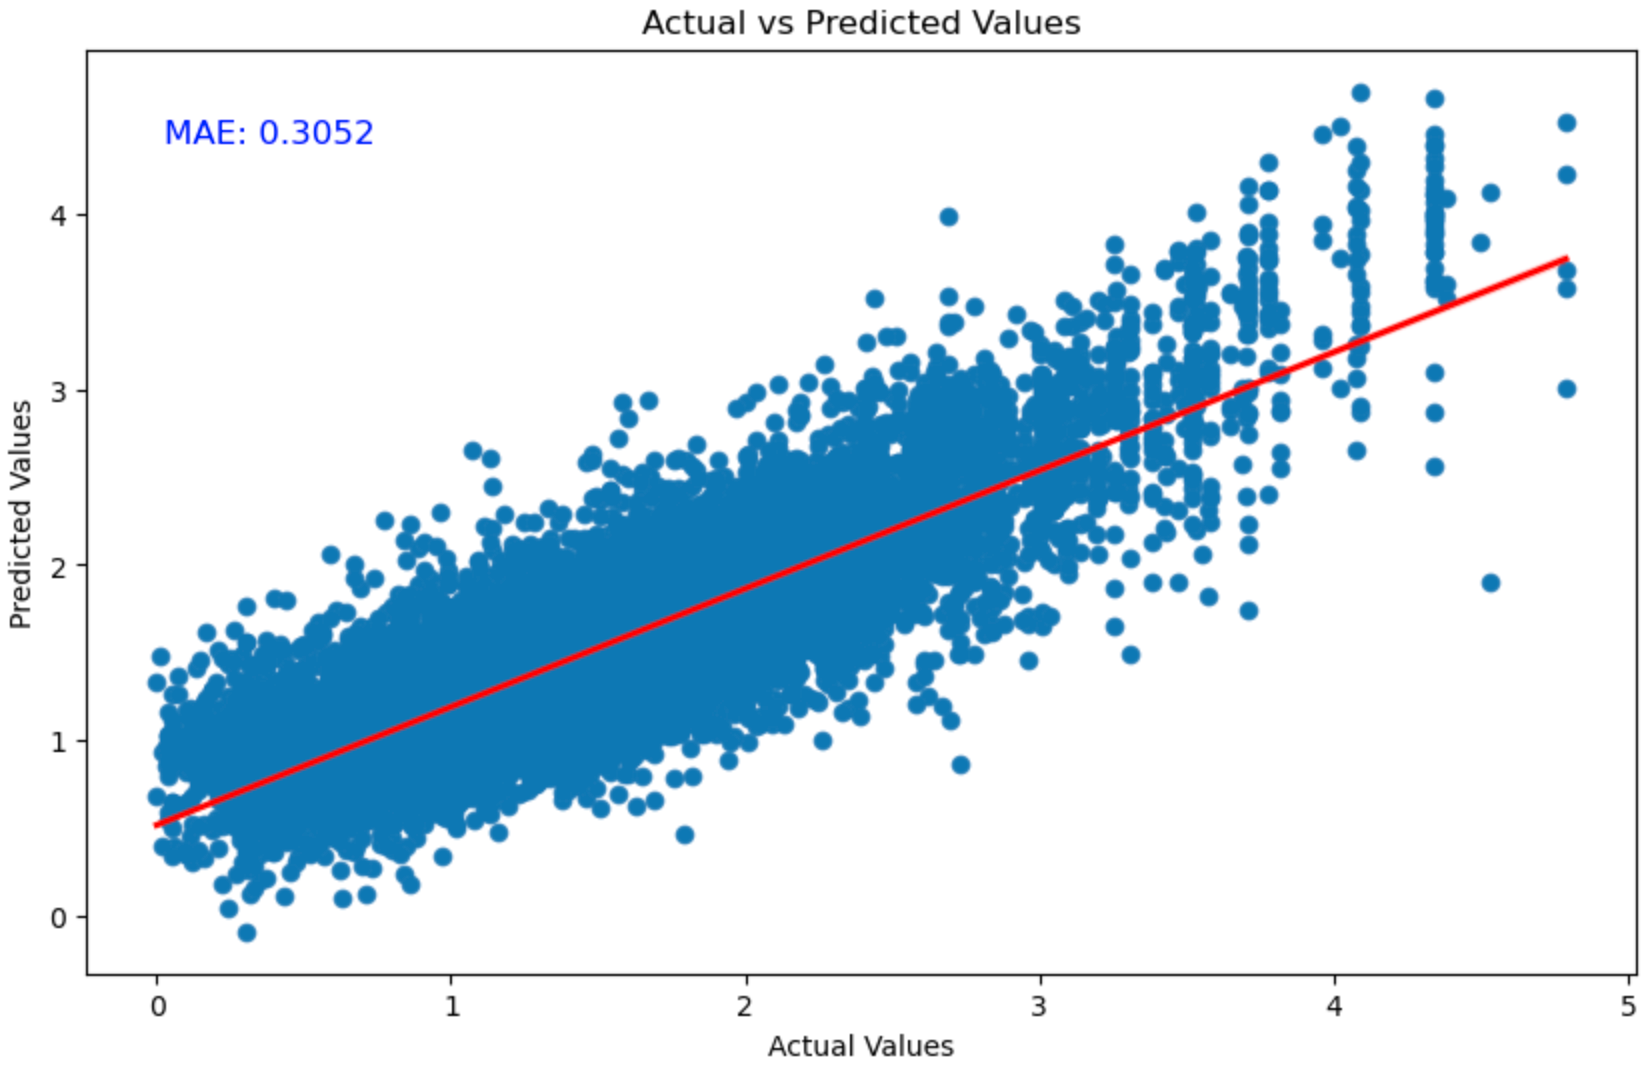 Actual vs Predicted Values
MAE: 0.3052
4
3
2
1
0
Predicted Values
0 1 2 3 4 5
Actual Values